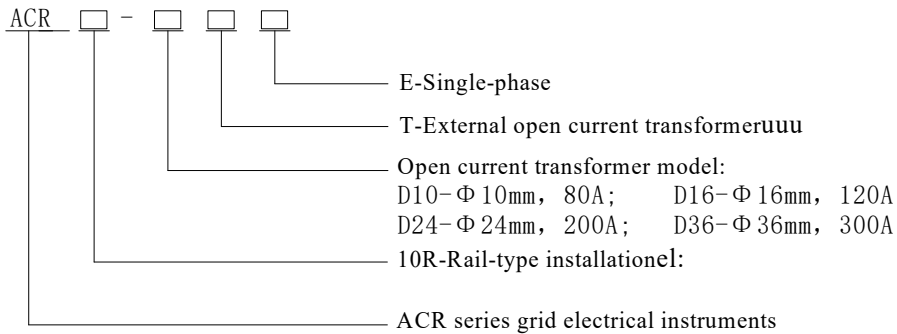 ACR □-□ □ □
E-Single-phase
T-External open current transformeruuu
Open current transformer model:
D10-Φ10mm，80A; D16-Φ16mm，120A
D24-Φ24mm，200A; D36-Φ36mm，300A
10R-Rail-type installationel:
ACR series grid electrical instruments